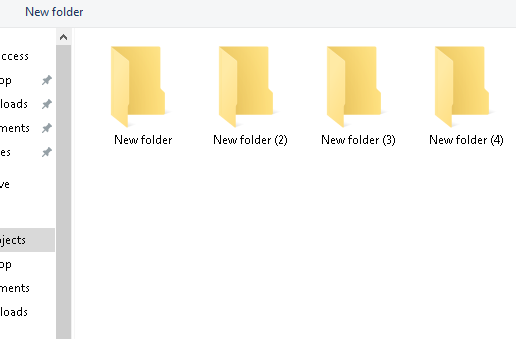 New folder
ccess
op
loads
ments
es
ve
jects
op
ments
loads
New folder
New folder (2)
New folder (3)
New folder (4)